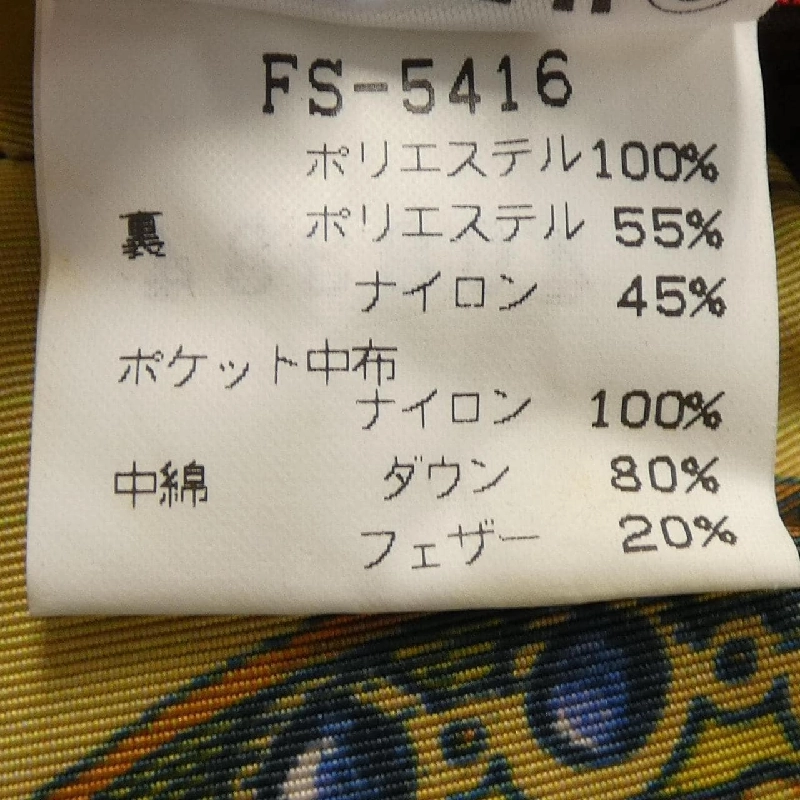 FS-5416
ポリエステル100%
裏 ポリエステル 55%
ナイロン 45%
ポケット中布
ナイロン 100%
中綿 ダウン 80%
フェザー 20%